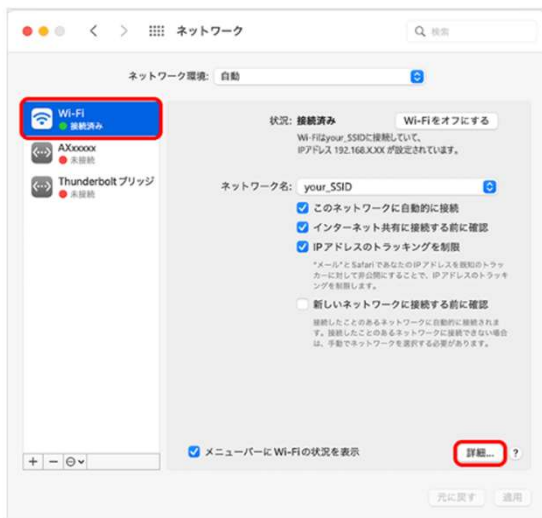 ネットワーク
検索
ネットワーク環境: 自動
Wi-Fi
接続済み
AXxxxxx
未接続
Thunderbolt ブリッジ
未接続
状況: 接続済み
Wi-Fiをオフにする
Wi-Fiはyour_SSIDに接続していて、
IPアドレス 192.168.X.XX が設定されています。
ネットワーク名: your_SSID
このネットワークに自動的に接続
インターネット共有に接続する前に確認
IPアドレスのトラッキングを制限
"メール"とSafariであなたのIPアドレスを既知のトラッ
カーに対して非公開にすることで、IPアドレスのトラッキ
ングを制限します。
新しいネットワークに接続する前に確認
接続したことのあるネットワークに自動的に接続されま
す。接続したことのあるネットワークに接続できない場合
は、手動でネットワークを選択する必要があります。
メニューバーにWi-Fiの状況を表示
詳細...
?
元に戻す
適用